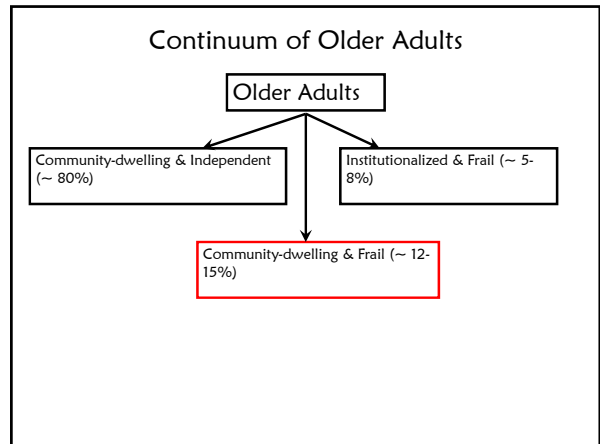 Continuum of Older Adults
Older Adults
Community-dwelling & Independent
(~ 80%)
Institutionalized & Frail (~ 5-
8%)
Community-dwelling & Frail (~ 12-
15%)